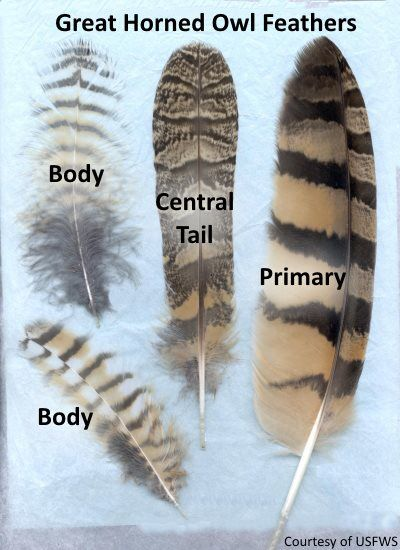 Great Horned Owl Feathers
Body
Central
Tail
Primary
Body
Courtesy of USFWS